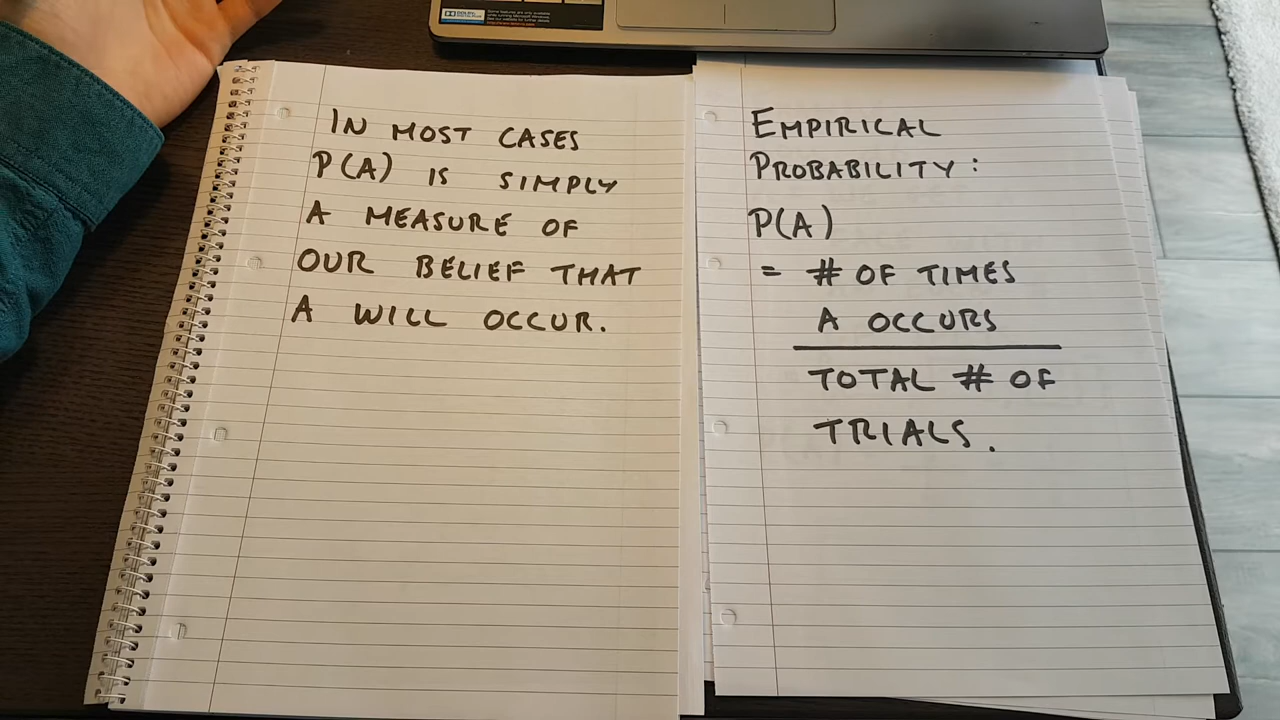 IN MOST CASES
P(A) IS SIMPLY
A MEASURE OF
OUR BELIEF THAT
A WILL OCCUR.
EMPIRICAL
PROBABILITY:
P(A)
= # OF TIMES
A OCCURS
TOTAL # OF
TRIALS.